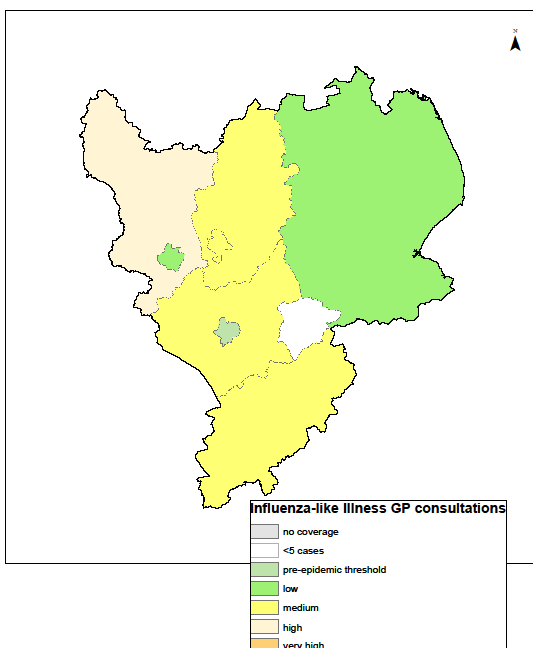 N
Influenza-like Illness GP consultations
no coverage
<5 cases
pre-epidemic threshold
low
medium
high
very high